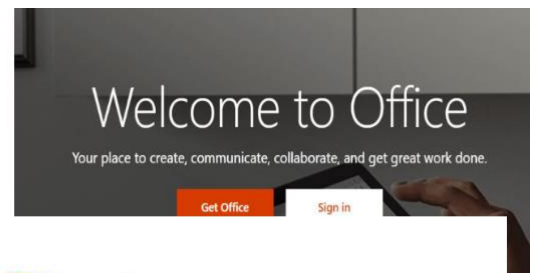 Welcome to Office
Your place to create, communicate, collaborate, and get great work done.
Get Office
Sign in